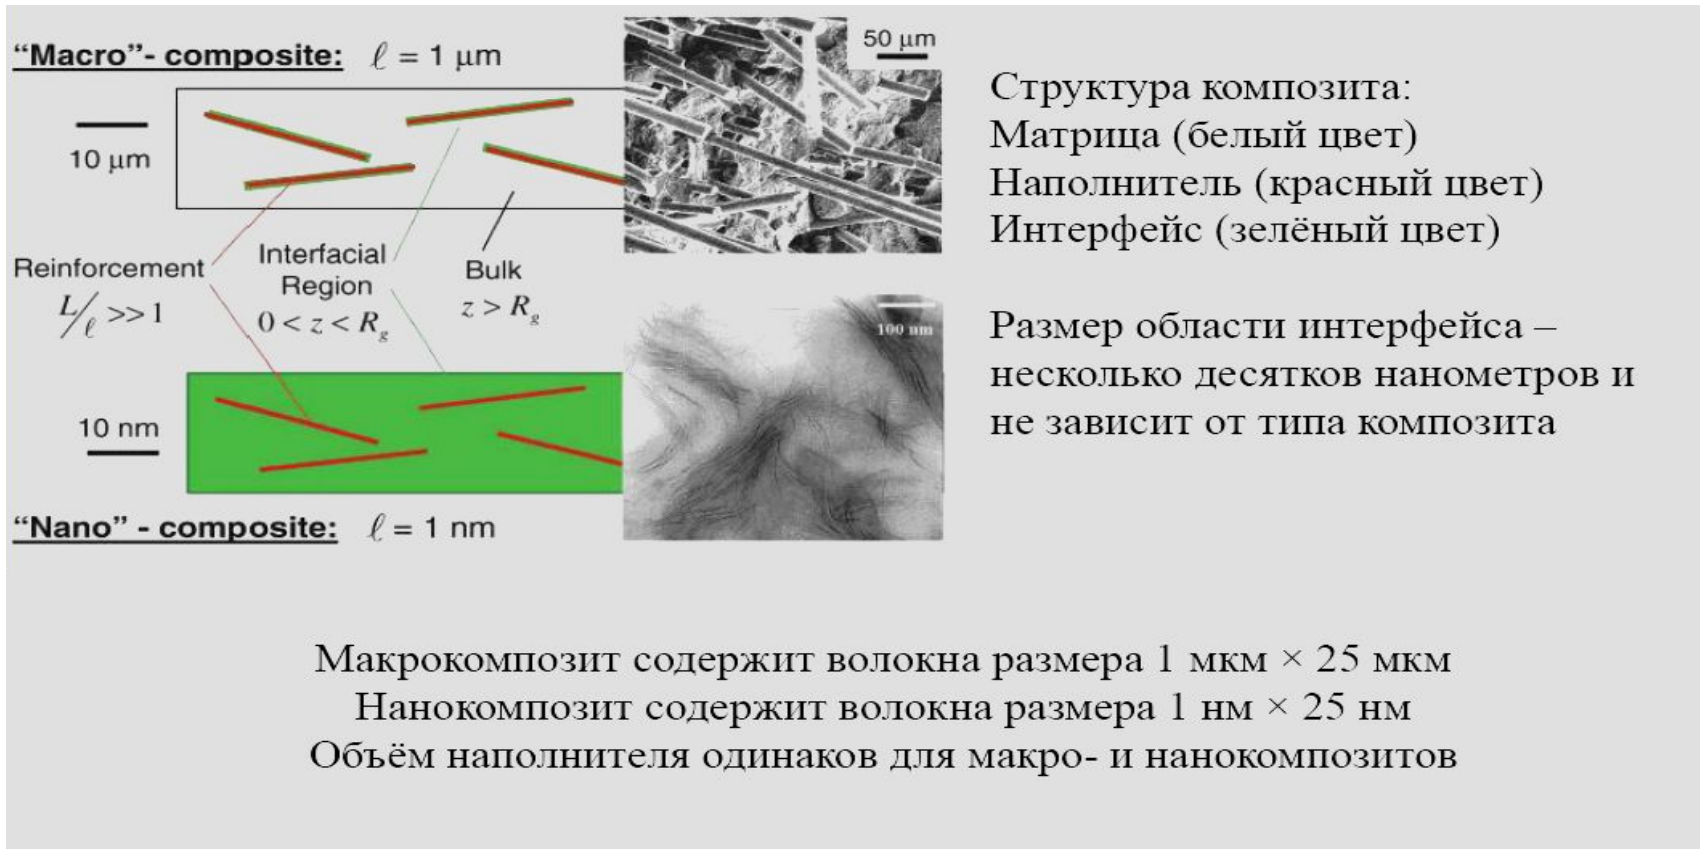 “Macro”- composite: ℓ = 1 μm
10 μm
50 μm
Reinforcement
L/ℓ >> 1
Interfacial
Region
0 < z < R_g
Bulk
z > R_g
100 nm
10 nm
“Nano” - composite: ℓ = 1 nm
Структура композита:
Матрица (белый цвет)
Наполнитель (красный цвет)
Интерфейс (зелёный цвет)
Размер области интерфейса –
несколько десятков нанометров и
не зависит от типа композита
Макрокомпозит содержит волокна размера 1 мкм × 25 мкм
Нанокомпозит содержит волокна размера 1 нм × 25 нм
Объём наполнителя одинаков для макро- и нанокомпозитов